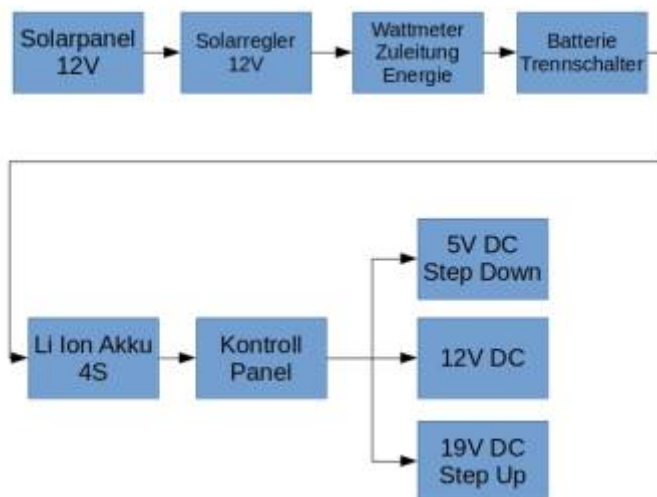 Solarpanel
12V
Solarregler
12V
Wattmeter
Zuleitung
Energie
Batterie
Trennschalter
5V DC
Step Down
Li Ion Akku
4S
Kontroll
Panel
12V DC
19V DC
Step Up